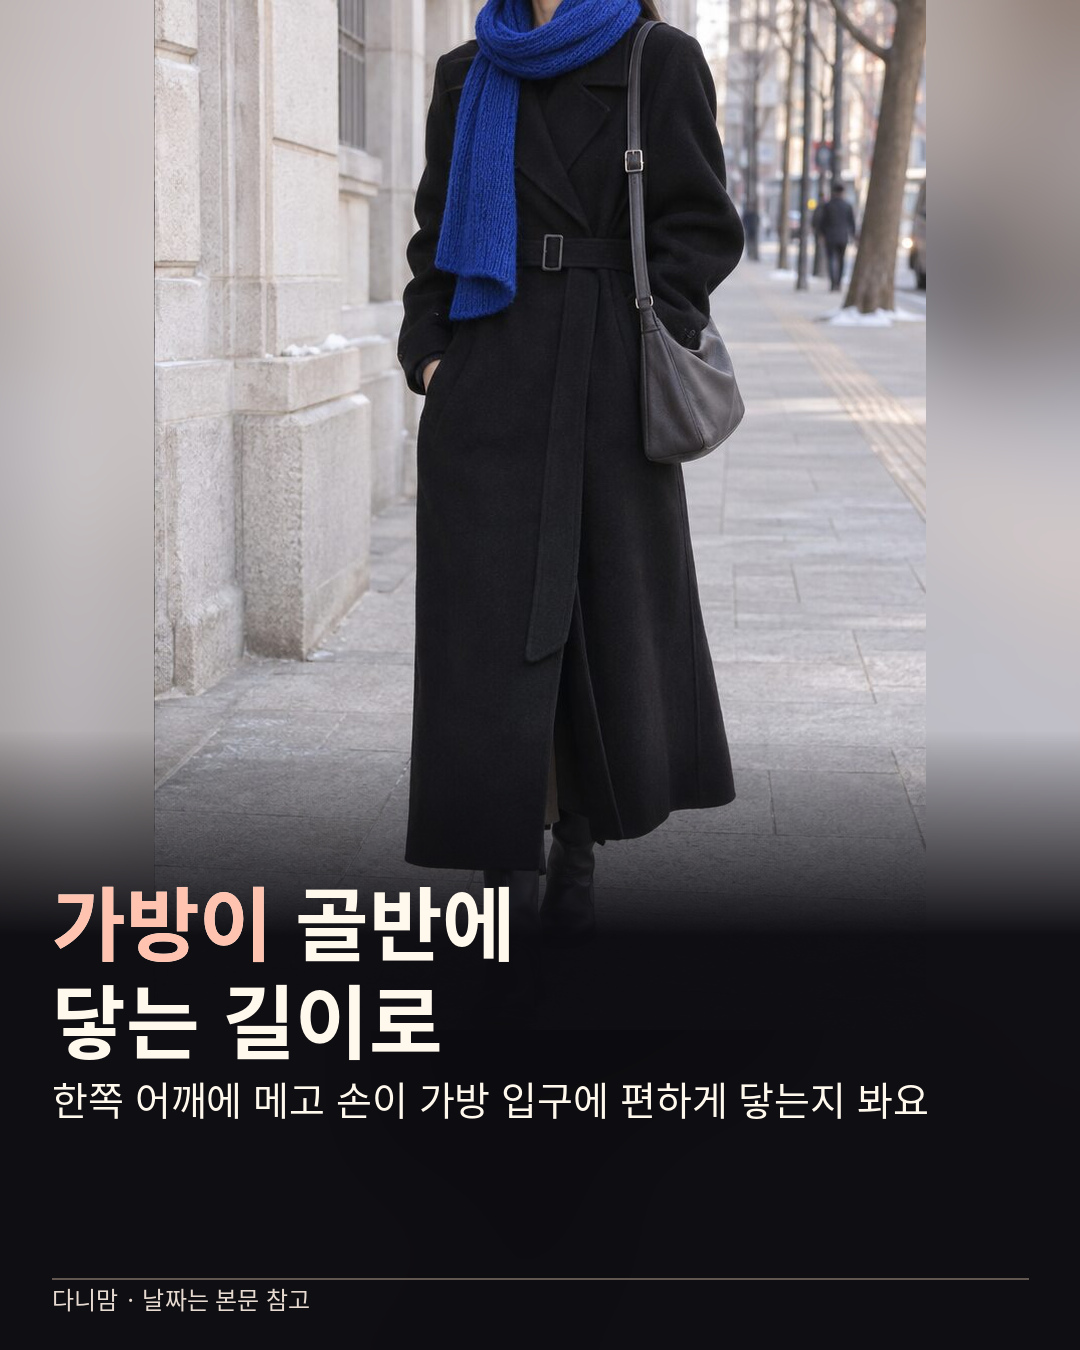 가방이 골반에
닿는 길이로
한쪽 어깨에 메고 손이 가방 입구에 편하게 닿는지 봐요
다니맘 · 날짜는 본문 참고